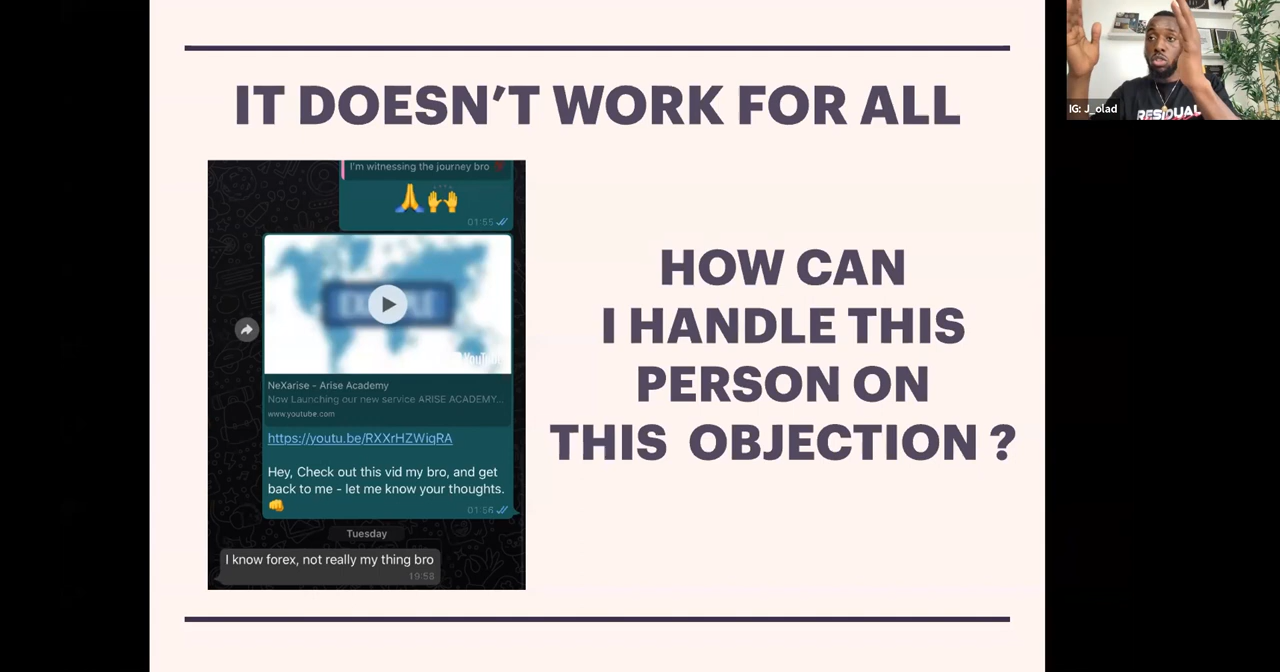 IT DOESN'T WORK FOR ALL
I'm witnessing the journey bro
01:55
YouTube
NeXarise - Arise Academy
Now Launching our new service ARISE ACADEMY...
www.youtube.com
https://youtu.be/RXXrHZWiqRA
Hey, Check out this vid my bro, and get
back to me - let me know your thoughts.
👊
01:56
Tuesday
I know forex, not really my thing bro
19:58
HOW CAN
I HANDLE THIS
PERSON ON
THIS OBJECTION ?
IG: J_olad
RESIDUAL